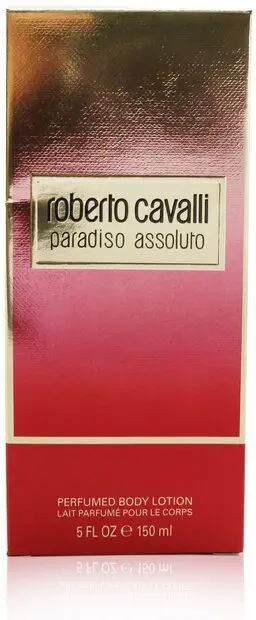 roberto cavalli
paradiso assoluto
PERFUMED BODY LOTION
LAIT PARFUMÉ POUR LE CORPS
5 FL OZ ℮ 150 ml